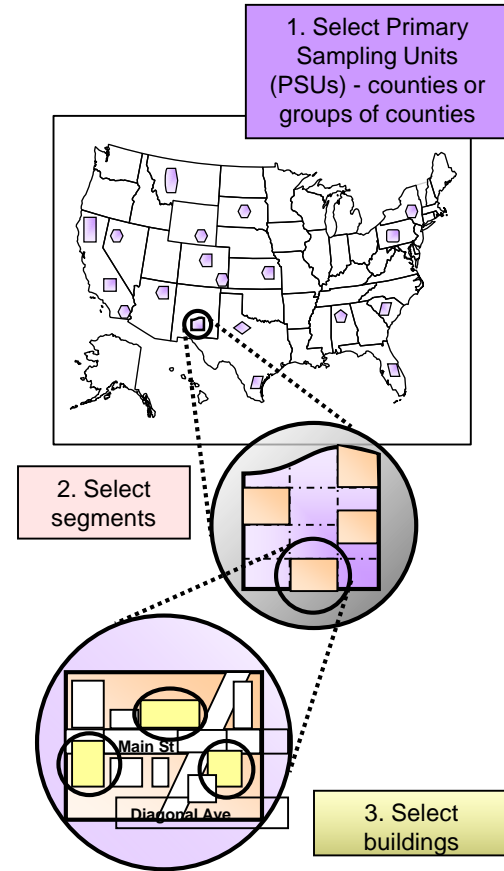 1. Select Primary
Sampling Units
(PSUs) - counties or
groups of counties
2. Select
segments
Main St
Diagonal Ave
3. Select
buildings